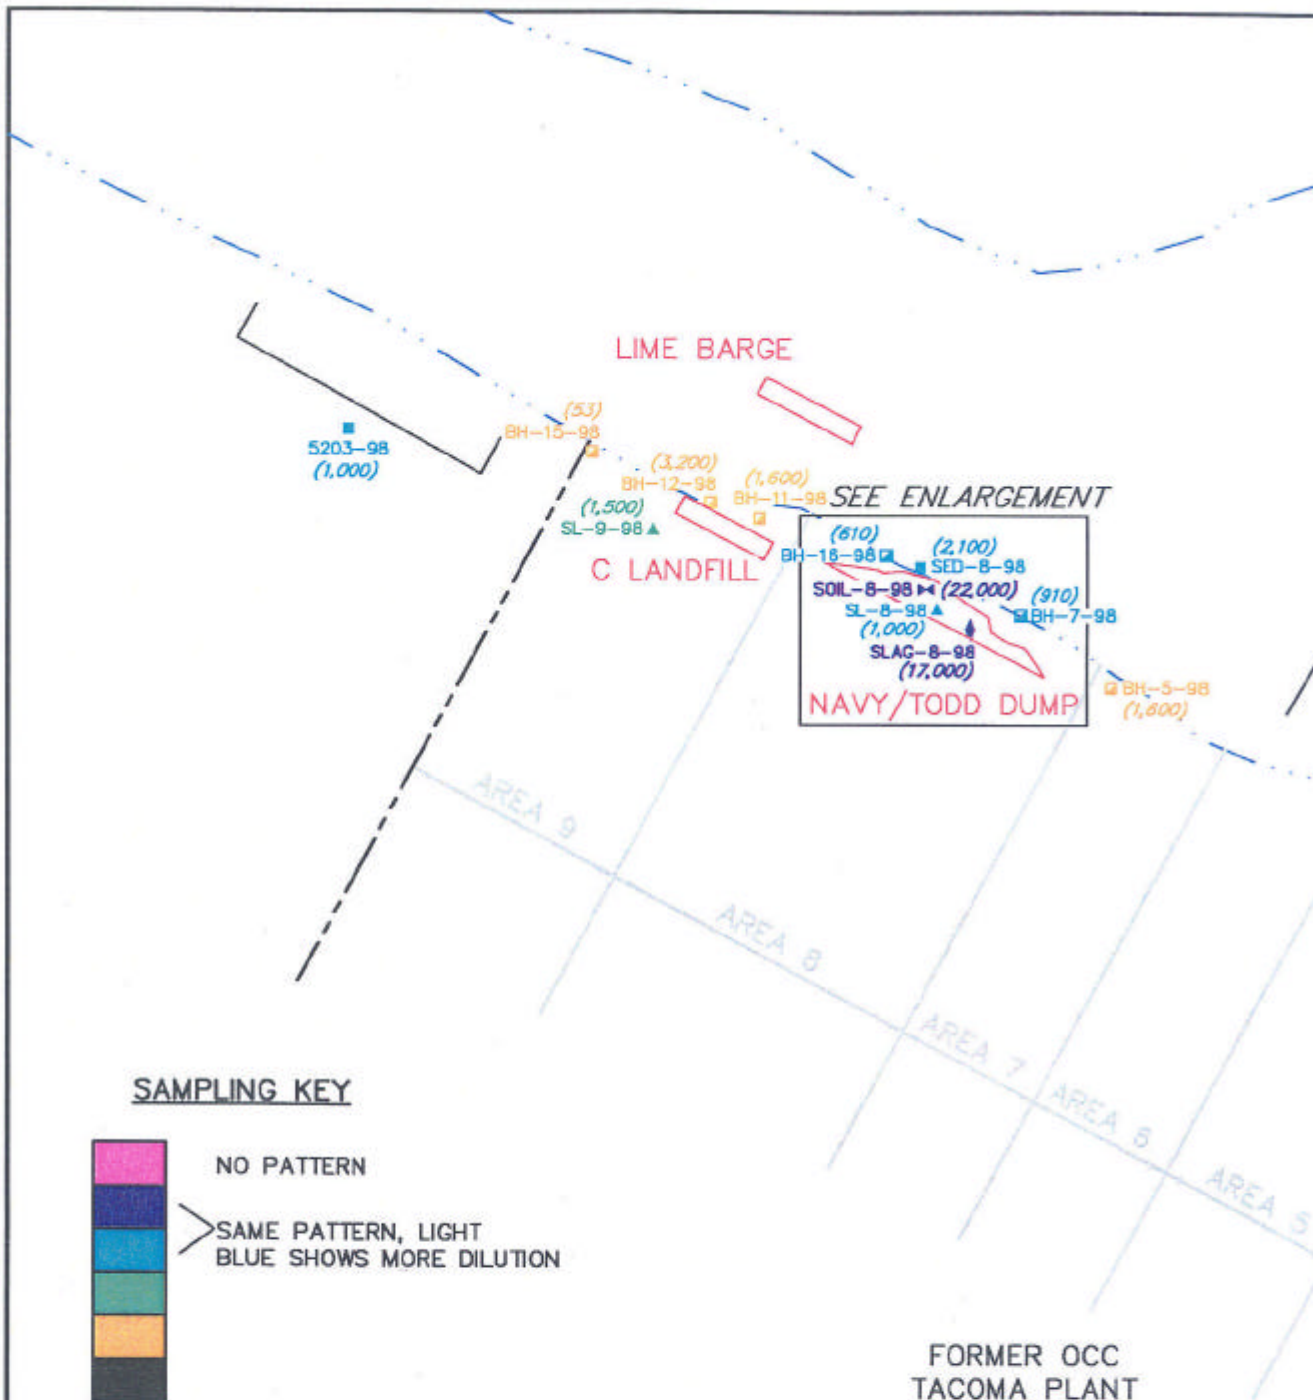 LIME BARGE
(53)
BH-15-98
5203-98
(1,000)
(3,200)
BH-12-98
(1,600)
BH-11-98
SEE ENLARGEMENT
(1,500)
SL-9-98
C LANDFILL
(610)
BH-16-98
(2,100)
SED-8-98
SOIL-8-98
(22,000)
SL-8-98
(1,000)
(910)
BH-7-98
SLAG-8-98
(17,000)
NAVY/TODD DUMP
BH-5-98
(1,600)
AREA 9
AREA 8
AREA 7
AREA 6
AREA 5
SAMPLING KEY
NO PATTERN
SAME PATTERN, LIGHT
BLUE SHOWS MORE DILUTION
FORMER OCC
TACOMA PLANT